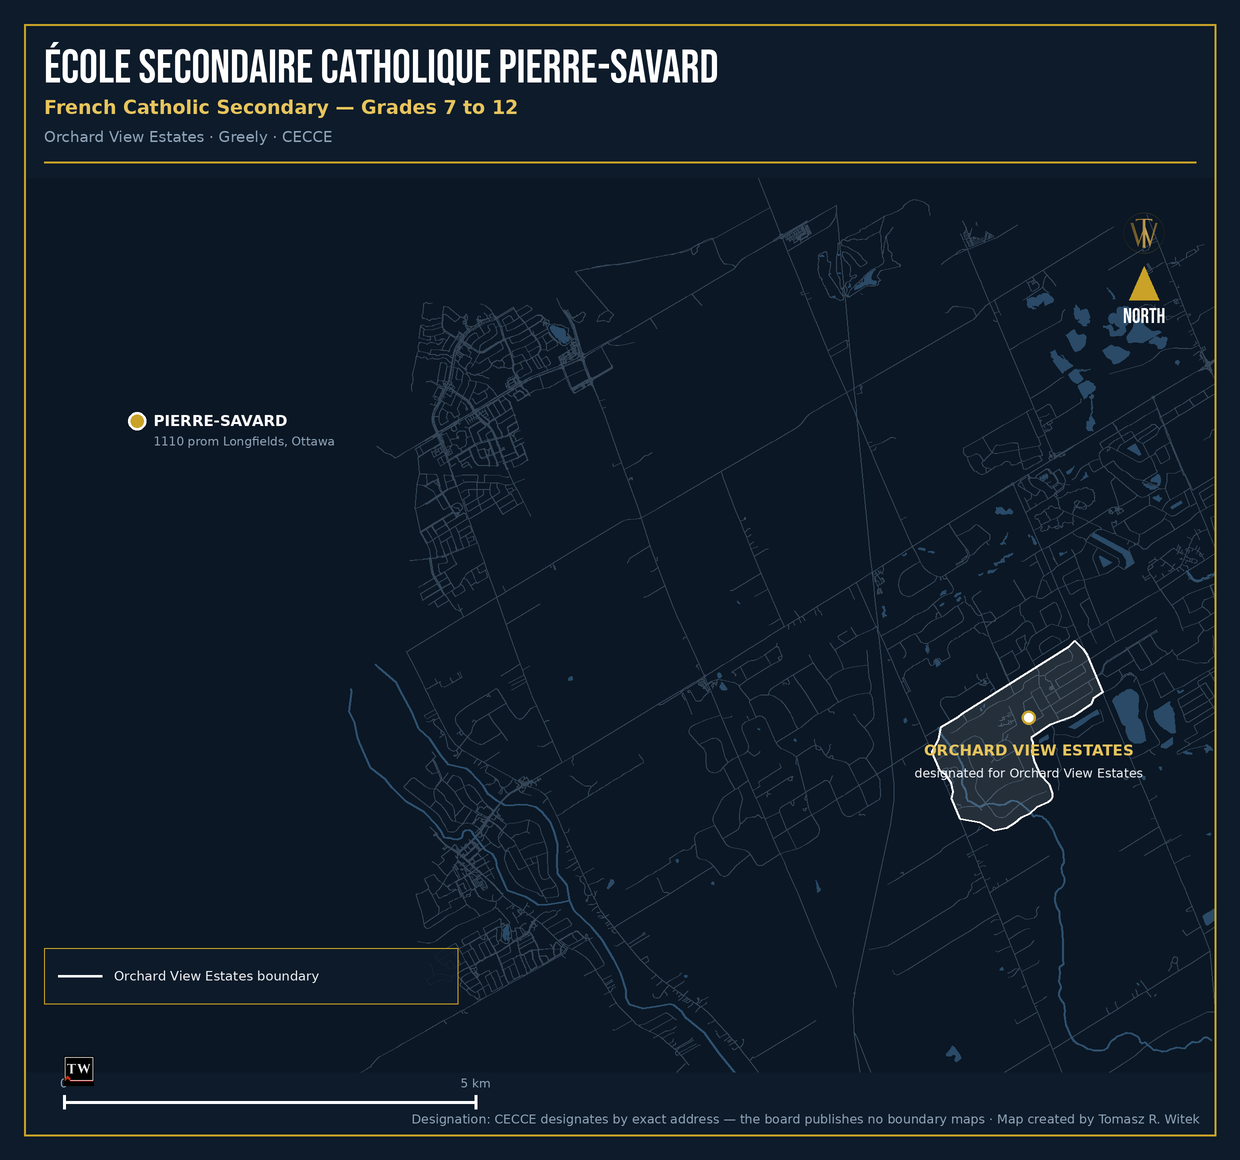 ÉCOLE SECONDAIRE CATHOLIQUE PIERRE-SAVARD
French Catholic Secondary — Grades 7 to 12
Orchard View Estates · Greely · CECCE
TW
NORTH
PIERRE-SAVARD
1110 prom Longfields, Ottawa
ORCHARD VIEW ESTATES
designated for Orchard View Estates
Orchard View Estates boundary
TW
0
5 km
Designation: CECCE designates by exact address — the board publishes no boundary maps · Map created by Tomasz R. Witek